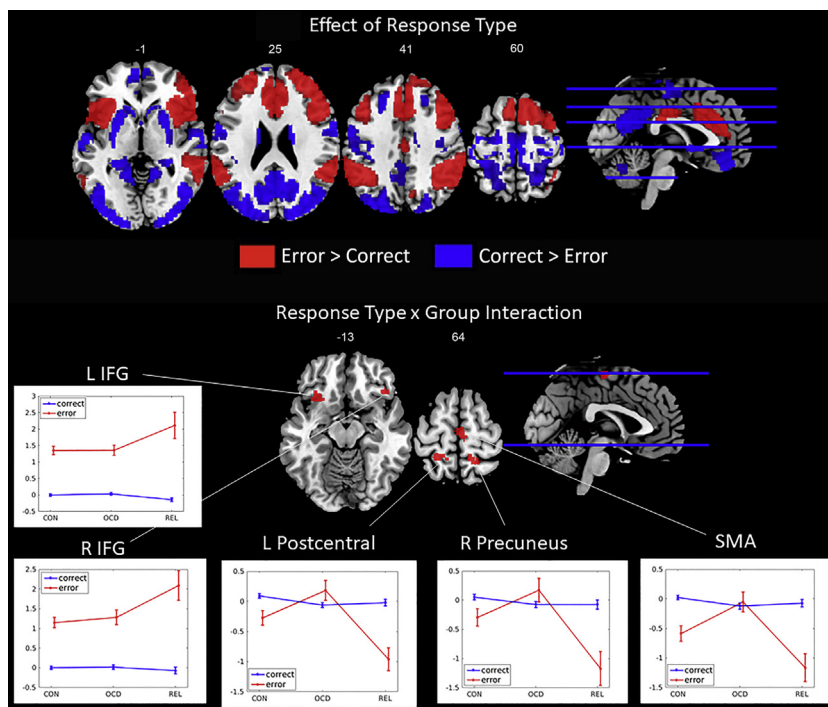 Effect of Response Type
-1 25 41 60
Error > Correct Correct > Error
Response Type x Group Interaction
-13 64
L IFG
3
2.5
2
1.5
1
0.5
0
-0.5
correct
error
CON OCD REL
R IFG
2.5
2
1.5
1
0.5
0
-0.5
correct
error
CON OCD REL
L Postcentral
0.5
0
-0.5
-1
-1.5
correct
error
CON OCD REL
R Precuneus
0.5
0
-0.5
-1
-1.5
correct
error
CON OCD REL
SMA
0.5
0
-0.5
-1
-1.5
correct
error
CON OCD REL